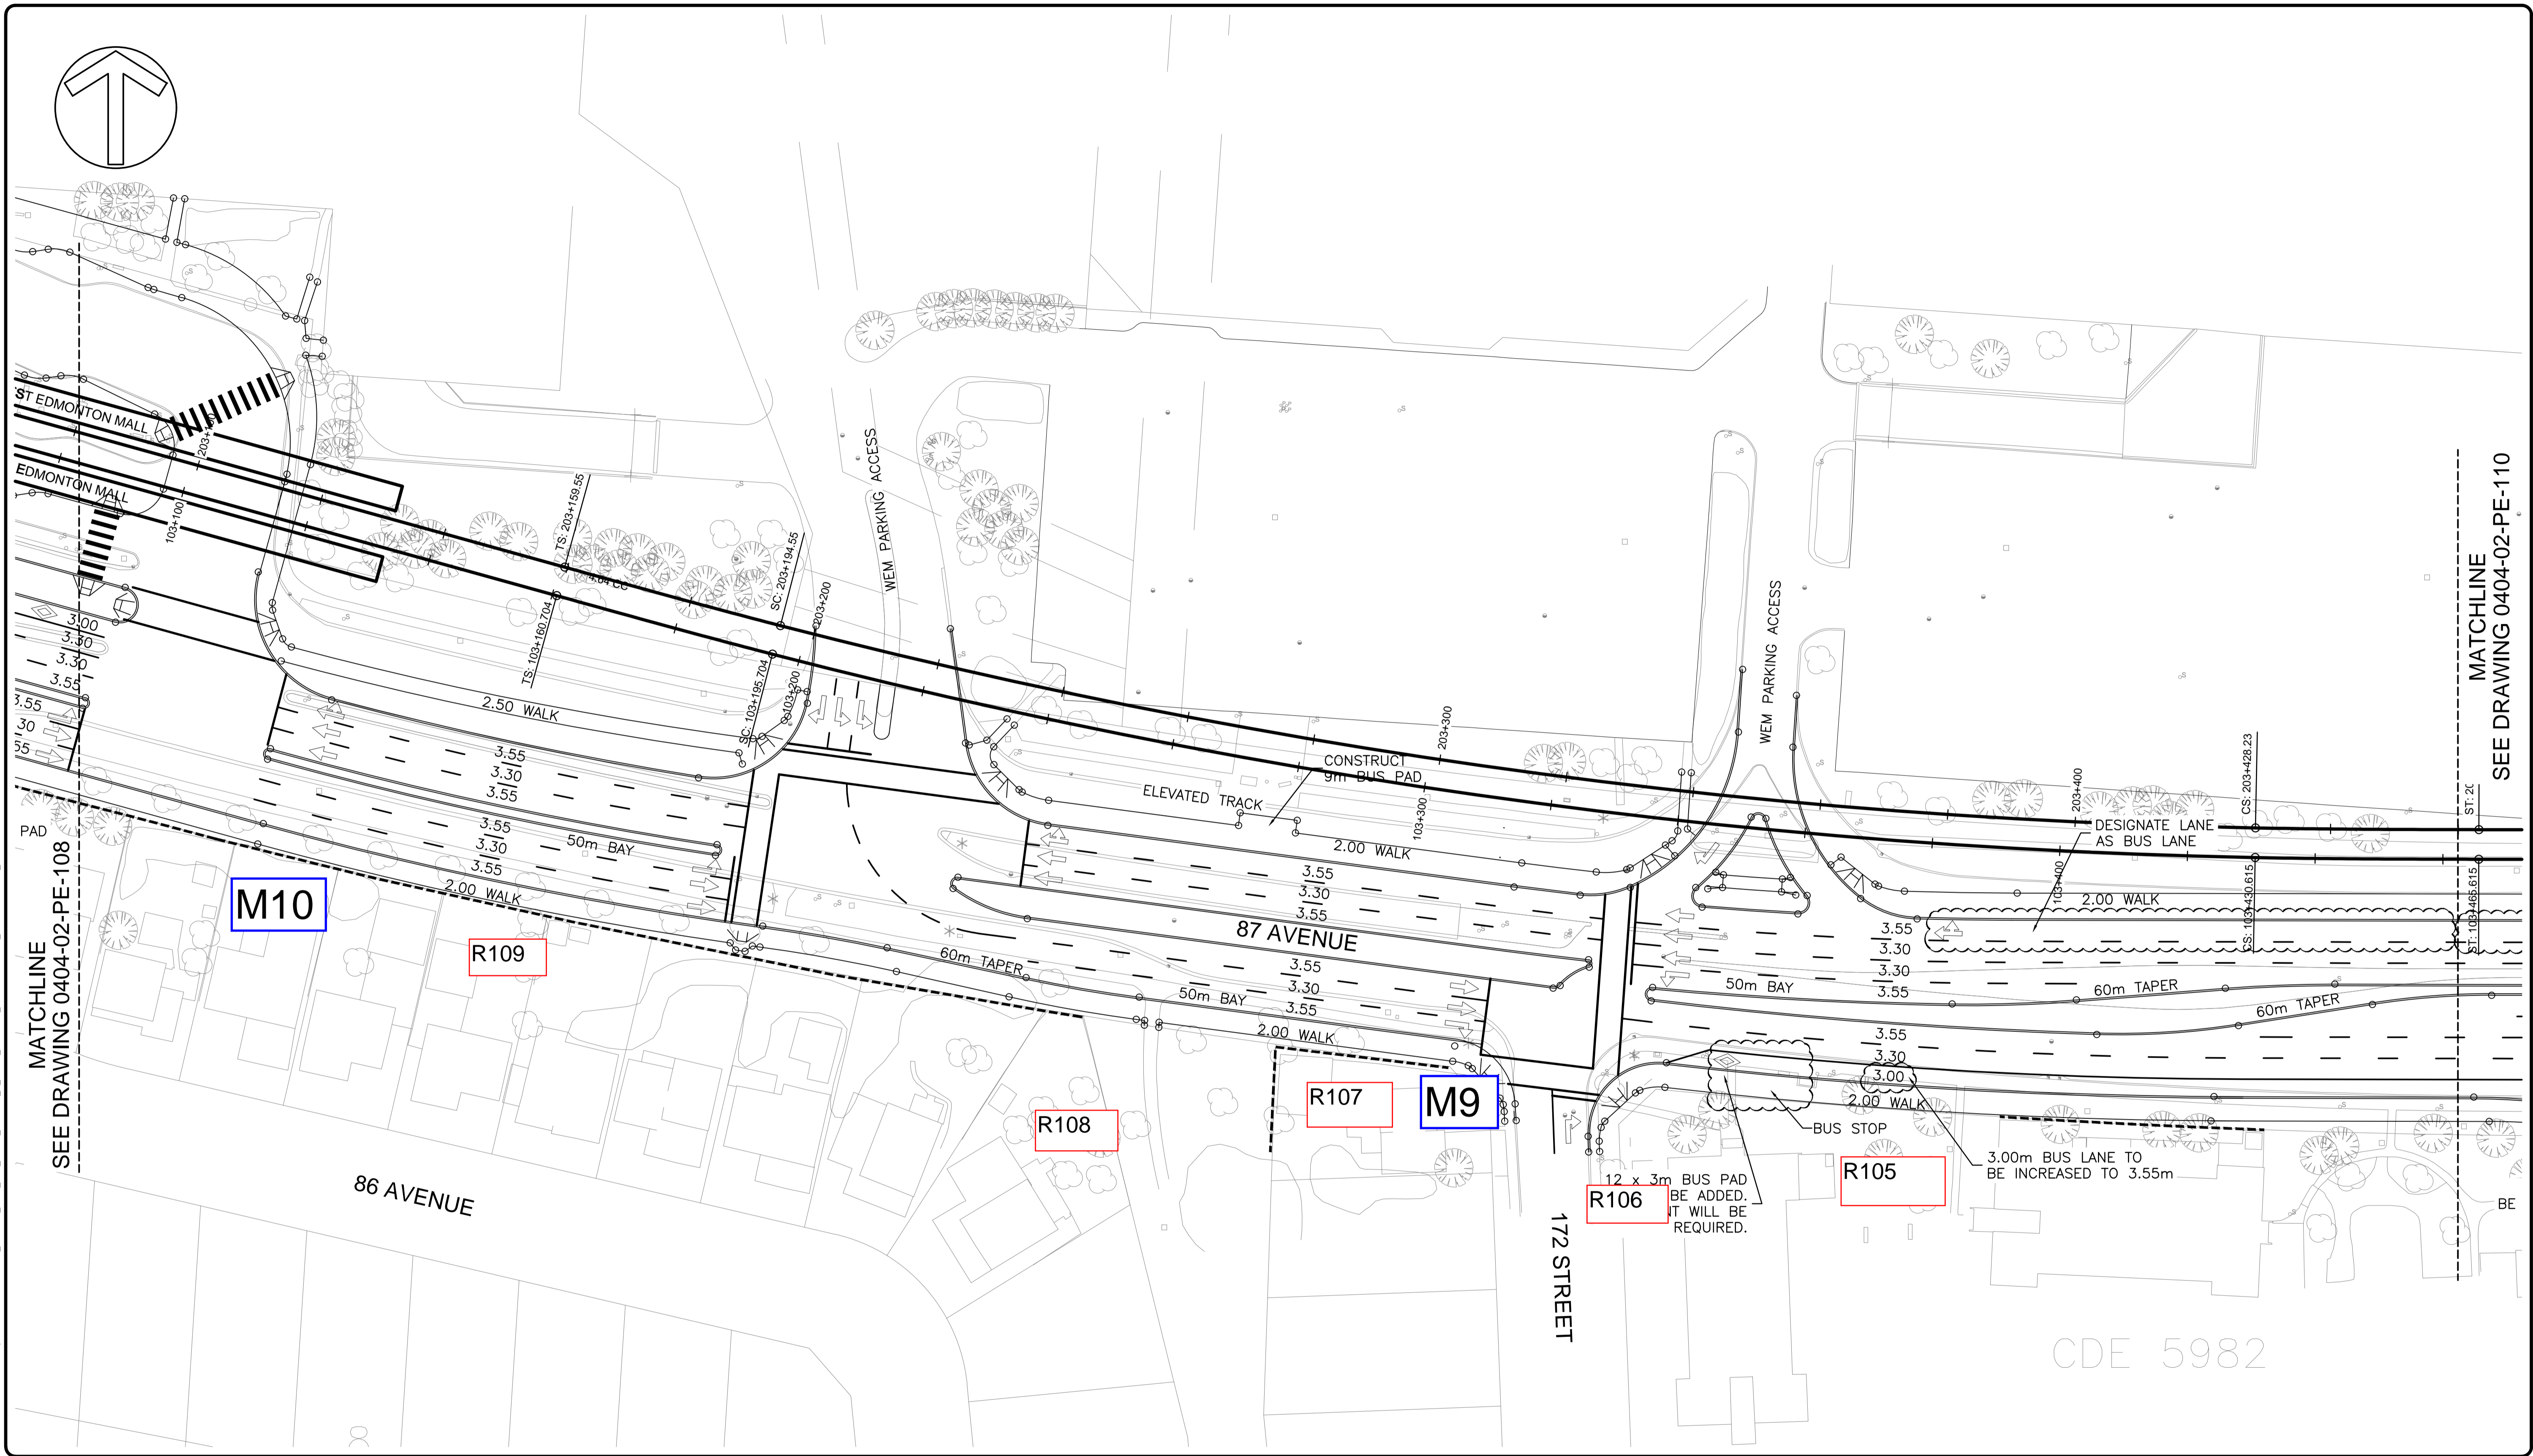 ST EDMONTON MALL
EDMONTON MALL
103+100
TS: 203+159.55
4.64 CC
TS: 103+160.704
SC: 203+194.55
203+200
SC: 103+195.704
103+200
WEM PARKING ACCESS
3.00
3.30
3.30
3.55
3.55
30
55
2.50 WALK
3.55
3.30
3.55
3.55
3.30
3.55
50m BAY
2.00 WALK
PAD
MATCHLINE
SEE DRAWING 0404-02-PE-108
M10
R109
86 AVENUE
CONSTRUCT
9m BUS PAD
ELEVATED TRACK
203+300
103+300
2.00 WALK
3.55
3.30
3.55
87 AVENUE
60m TAPER
3.55
3.30
3.55
50m BAY
2.00 WALK
R108
R107
M9
172 STREET
WEM PARKING ACCESS
203+400
103+400
DESIGNATE LANE
AS BUS LANE
CS: 203+428.23
CS: 103+430.615
ST: 103+465.615
MATCHLINE
SEE DRAWING 0404-02-PE-110
2.00 WALK
3.55
3.30
3.30
3.55
50m BAY
60m TAPER
60m TAPER
3.55
3.30
3.00
2.00 WALK
BUS STOP
3.00m BUS LANE TO
BE INCREASED TO 3.55m
12 x 3m BUS PAD
BE ADDED.
NT WILL BE
REQUIRED.
R106
R105
BE
CDE 5982